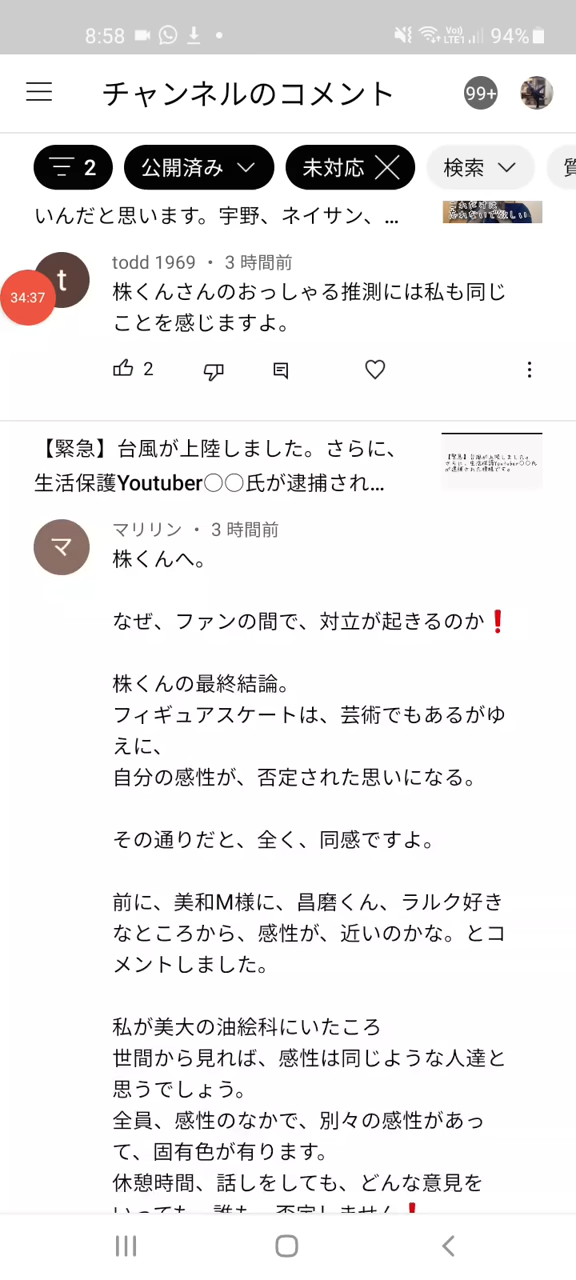 8:58
Vo))
LTE1
94%
チャンネルのコメント
99+
2
公開済み
未対応
検索
質
いんだと思います。宇野、ネイサン、...
todd 1969 ・ 3 時間前
t
34:37
株くんさんのおっしゃる推測には私も同じ
ことを感じますよ。
2
【緊急】台風が上陸しました。さらに、
生活保護Youtuber〇〇氏が逮捕され...
マリリン ・ 3 時間前
マ
株くんへ。
なぜ、ファンの間で、対立が起きるのか❗
株くんの最終結論。
フィギュアスケートは、芸術でもあるがゆ
えに、
自分の感性が、否定された思いになる。
その通りだと、全く、同感ですよ。
前に、美和M様に、昌磨くん、ラルク好き
なところから、感性が、近いのかな。とコ
メントしました。
私が美大の油絵科にいたころ
世間から見れば、感性は同じような人達と
思うでしょう。
全員、感性のなかで、別々の感性があっ
て、固有色が有ります。
休憩時間、話しをしても、どんな意見を
いっても、誰も、否定しません❗